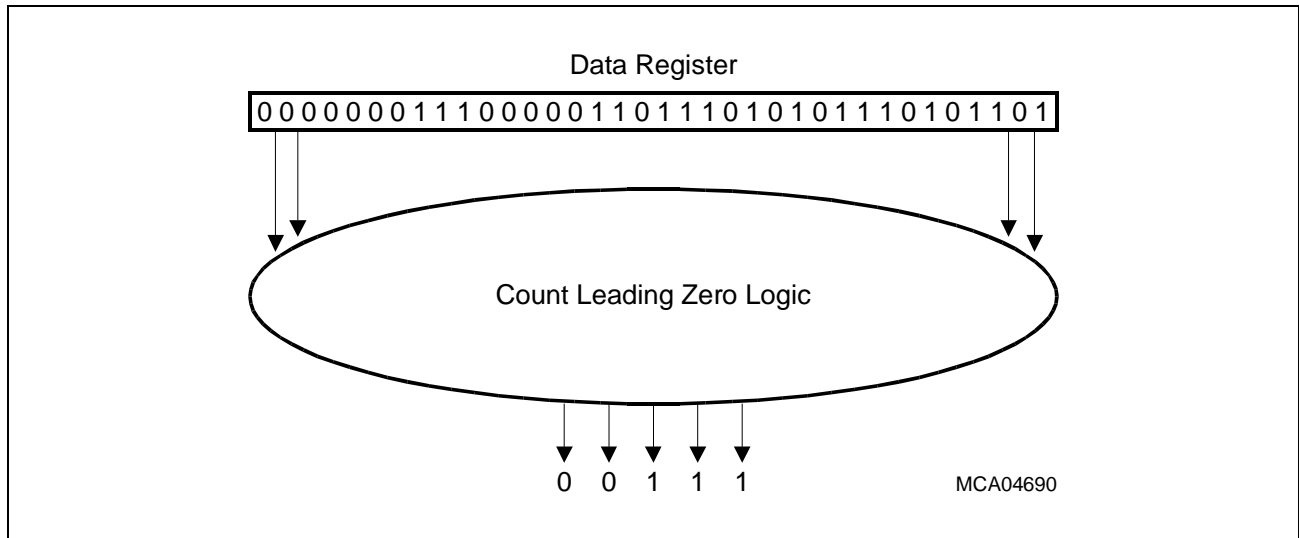 Data Register
0 0 0 0 0 0 0 1 1 1 0 0 0 0 0 1 1 0 1 1 1 0 1 0 1 0 1 1 1 0 1 0 1 1 0 1
Count Leading Zero Logic
0 0 1 1 1
MCA04690